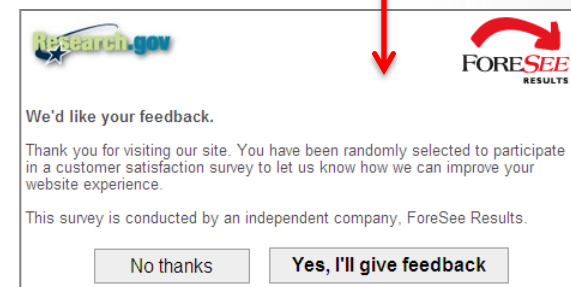 Research.gov
FORESEE
RESULTS
We'd like your feedback.
Thank you for visiting our site. You have been randomly selected to participate
in a customer satisfaction survey to let us know how we can improve your
website experience.
This survey is conducted by an independent company, ForeSee Results.
No thanks
Yes, I'll give feedback